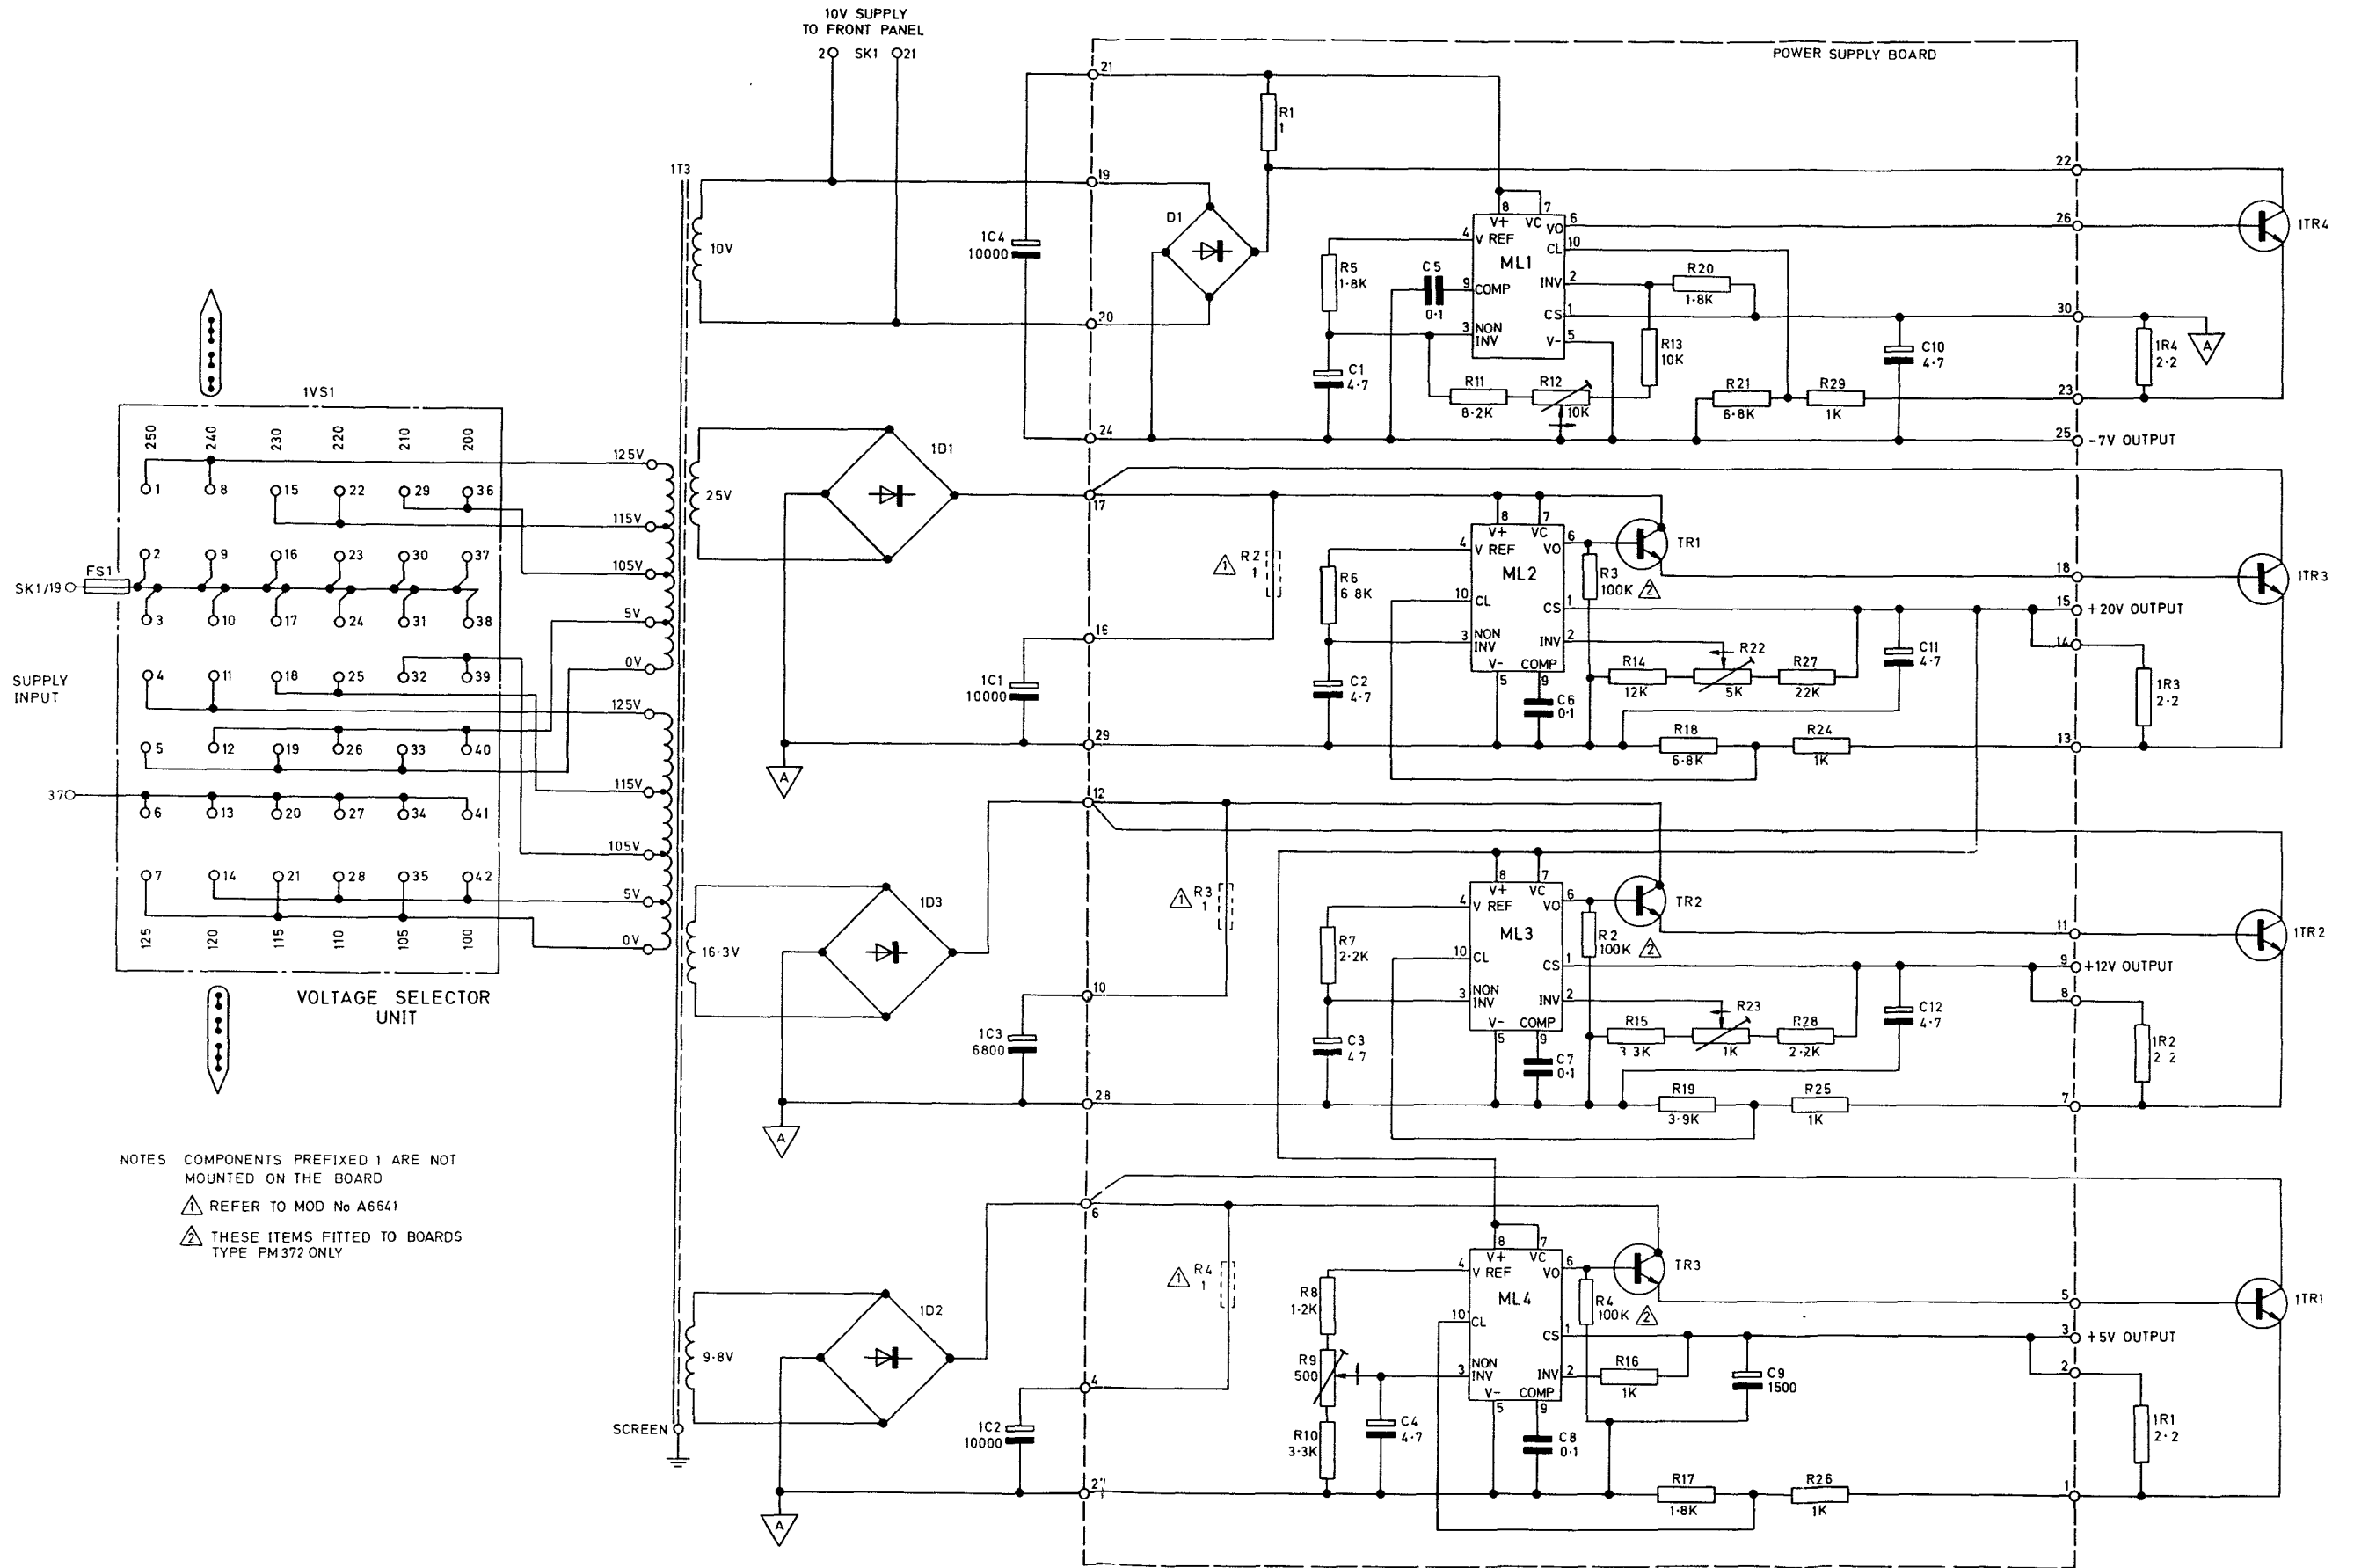 10V SUPPLY
TO FRONT PANEL
2 SK1 21
POWER SUPPLY BOARD
21
R1
1
1T3
19
22
10V
1C4
10000
D1
20
24
8 7
V+ VC
4 V REF
VO 6
CL 10
ML1
INV 2
9 COMP
CS 1
3 NON
INV
V- 5
R5
1·8K
C5
0·1
C1
4·7
R11
8·2K
R12
10K
R13
10K
R20
1·8K
R21
6·8K
R29
1K
C10
4·7
26
1TR4
30
1R4
2·2
A
23
25 -7V OUTPUT
1VS1
250 240 230 220 210 200
1 8 15 22 29 36
2 9 16 23 30 37
FS1
SK1/19
3 10 17 24 31 38
SUPPLY
INPUT
4 11 18 25 32 39
5 12 19 26 33 40
37
6 13 20 27 34 41
7 14 21 28 35 42
125 120 115 110 105 100
VOLTAGE SELECTOR
UNIT
125V
115V
105V
5V
0V
125V
115V
105V
5V
0V
25V
1D1
17
1 R2
1
16
1C1
10000
29
A
8 7
V+ VC
4 V REF
VO 6
ML2
10 CL
CS 1
3 NON
INV
INV 2
V- COMP
5 9
R6
6 8K
C2
4·7
C6
0·1
TR1
R3
100K 2
R14
12K
R22
5K
R27
22K
C11
4·7
R18
6·8K
R24
1K
18
1TR3
15 +20V OUTPUT
14
1R3
2·2
13
16·3V
1D3
12
1 R3
1
10
1C3
6800
28
A
8 7
V+ VC
4 V REF
VO 6
ML3
10 CL
CS 1
3 NON
INV
INV 2
V- COMP
5 9
R7
2·2K
C3
4 7
C7
0·1
TR2
R2
100K 2
R15
3 3K
R23
1K
R28
2·2K
C12
4·7
R19
3·9K
R25
1K
11
1TR2
9 +12V OUTPUT
8
1R2
2 2
7
NOTES COMPONENTS PREFIXED 1 ARE NOT
MOUNTED ON THE BOARD
1 REFER TO MOD No A6641
2 THESE ITEMS FITTED TO BOARDS
TYPE PM372 ONLY
9·8V
1D2
6
1 R4
1
4
1C2
10000
SCREEN
A
8 7
V+ VC
4 V REF
VO 6
ML4
10 CL
CS 1
3 NON
INV
INV 2
V- COMP
5 9
R8
1·2K
R9
500
R10
3·3K
C4
4·7
C8
0·1
TR3
R4
100K 2
R16
1K
C9
1500
R17
1·8K
R26
1K
5
1TR1
3 +5V OUTPUT
2
1R1
2·2
1